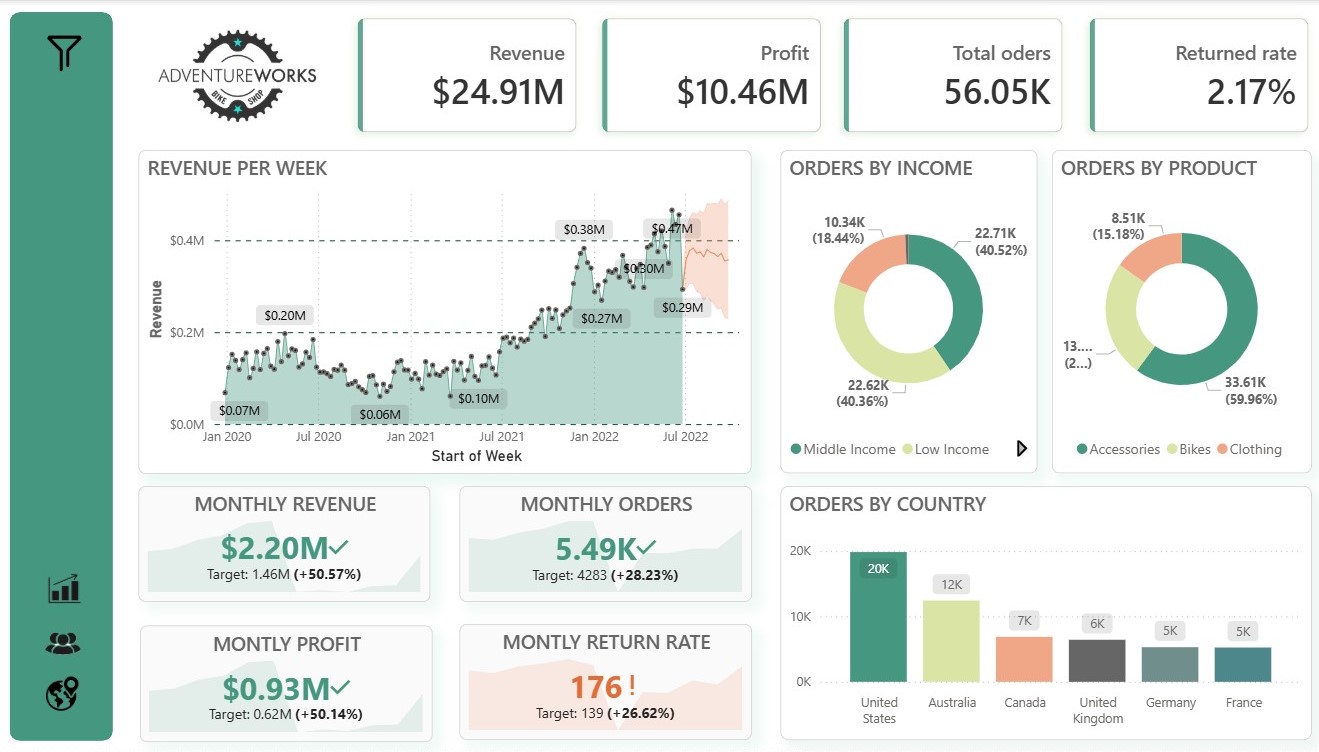 ADVENTUREWORKS
BIKE SHOP
Revenue
$24.91M
Profit
$10.46M
Total oders
56.05K
Returned rate
2.17%
REVENUE PER WEEK
Revenue
$0.4M
$0.2M
$0.0M
$0.07M
$0.20M
$0.06M
$0.10M
$0.38M
$0.27M
$0.30M
$0.47M
$0.29M
Jan 2020
Jul 2020
Jan 2021
Jul 2021
Jan 2022
Jul 2022
Start of Week
ORDERS BY INCOME
10.34K
(18.44%)
22.71K
(40.52%)
22.62K
(40.36%)
Middle Income
Low Income
ORDERS BY PRODUCT
8.51K
(15.18%)
13....
(2...)
33.61K
(59.96%)
Accessories
Bikes
Clothing
MONTHLY REVENUE
$2.20M
Target: 1.46M (+50.57%)
MONTHLY ORDERS
5.49K
Target: 4283 (+28.23%)
MONTLY PROFIT
$0.93M
Target: 0.62M (+50.14%)
MONTLY RETURN RATE
176!
Target: 139 (+26.62%)
ORDERS BY COUNTRY
20K
10K
0K
20K
12K
7K
6K
5K
5K
United
States
Australia
Canada
United
Kingdom
Germany
France